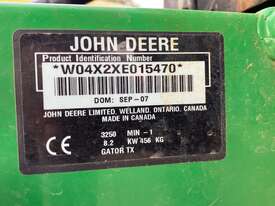 JOHN DEERE
Product Identification Number
*W04X2XE015470*
DOM: SEP-07
JOHN DEERE LIMITED, WELLAND, ONTARIO, CANADA
MADE IN CANADA
3250 MIN-1
8.2 KW 456 KG
GATOR TX